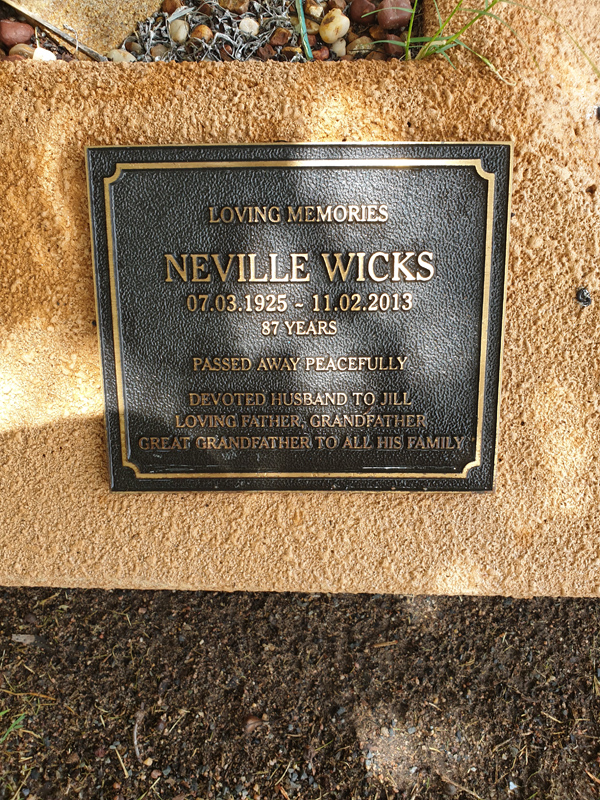 LOVING MEMORIES
NEVILLE WICKS
07.03.1925 - 11.02.2013
87 YEARS
PASSED AWAY PEACEFULLY
DEVOTED HUSBAND TO JILL
LOVING FATHER, GRANDFATHER
GREAT GRANDFATHER TO ALL HIS FAMILY